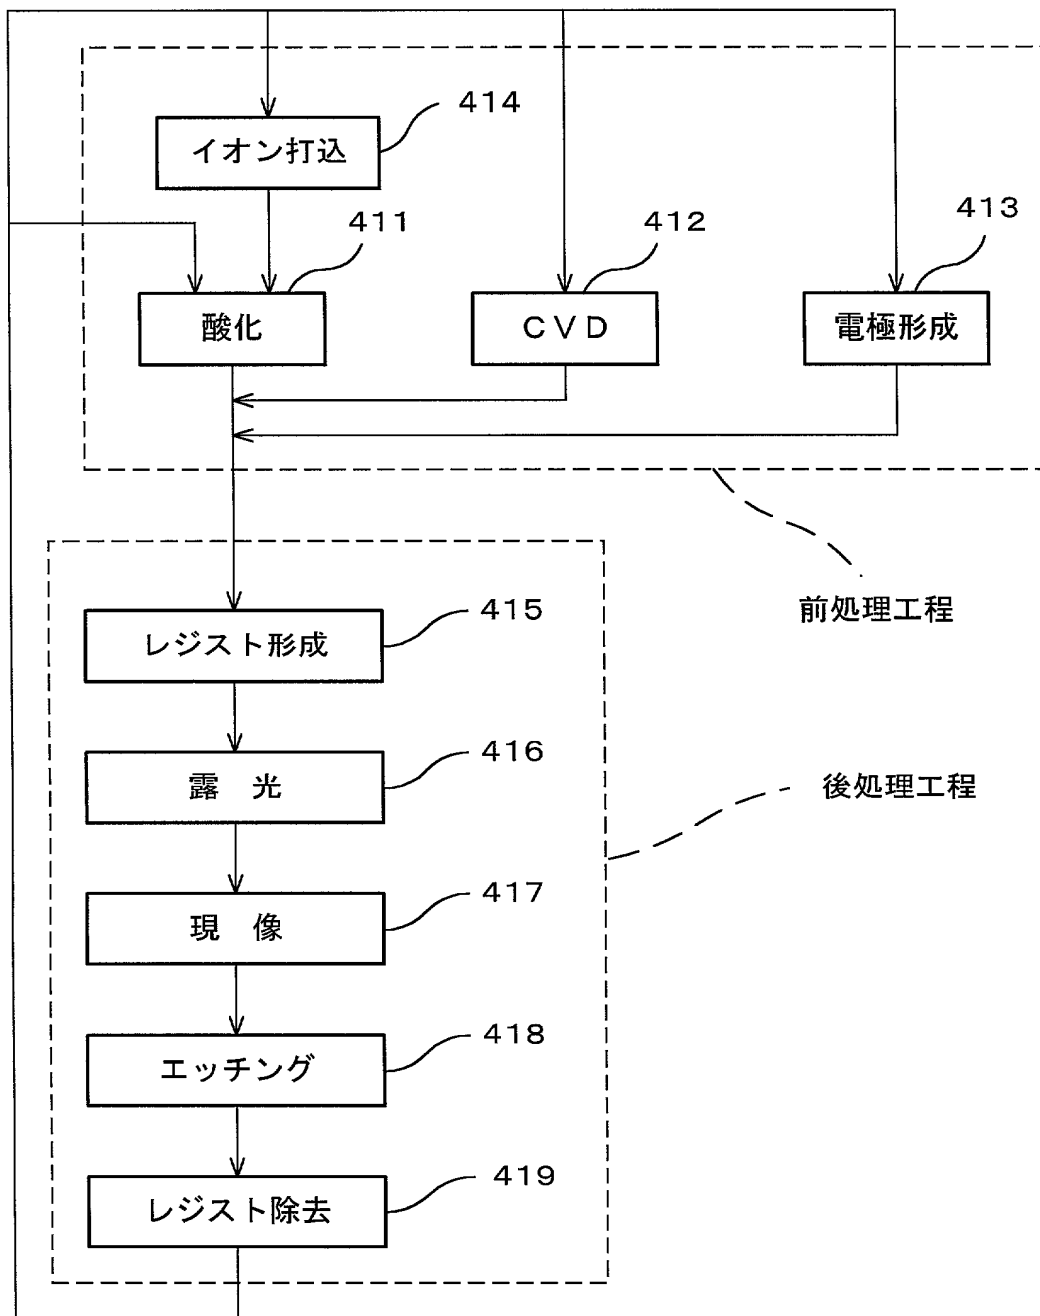 414
イオン打込
411
412
413
酸化
ＣＶＤ
電極形成
前処理工程
415
レジスト形成
416
露　光
後処理工程
417
現　像
418
エッチング
419
レジスト除去